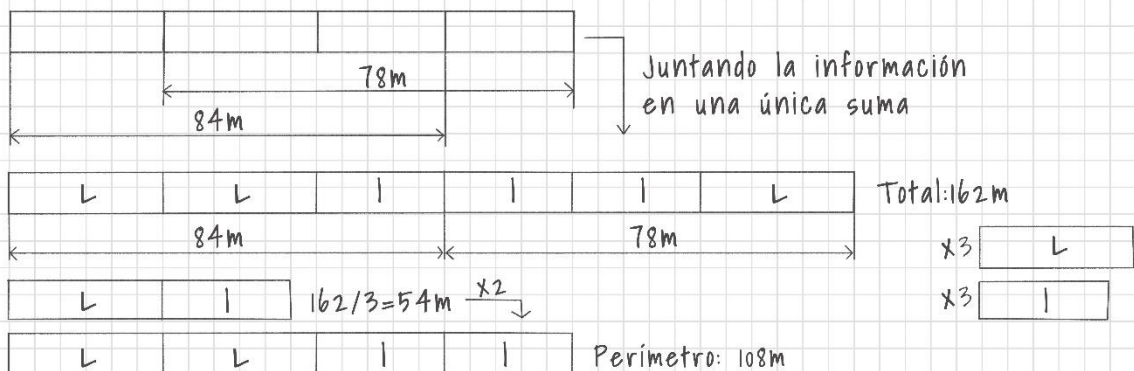 78m
Juntando la información
en una única suma
84m
L L l l l L Total:162m
84m 78m
x3 L
L l 162/3=54m x2
x3 l
L L l l Perímetro: 108m